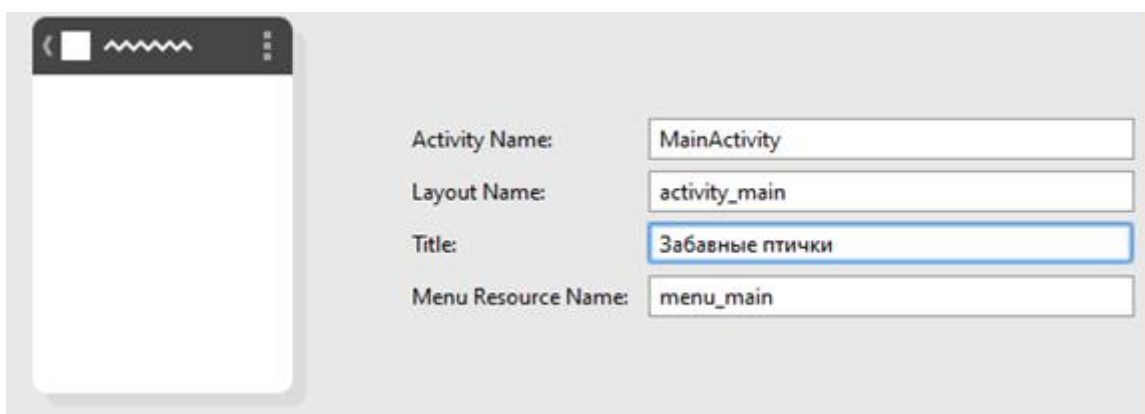 Activity Name: MainActivity
Layout Name: activity_main
Title: Забавные птички
Menu Resource Name: menu_main